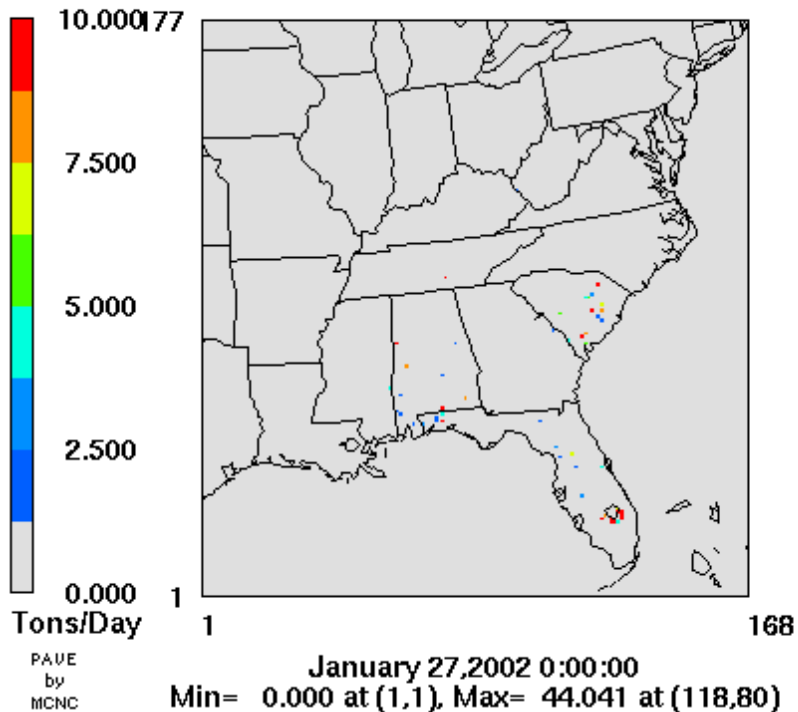 10.000
177
7.500
5.000
2.500
0.000
1
Tons/Day
1
168
PAVE
by
MCNC
January 27,2002 0:00:00
Min= 0.000 at (1,1), Max= 44.041 at (118,80)